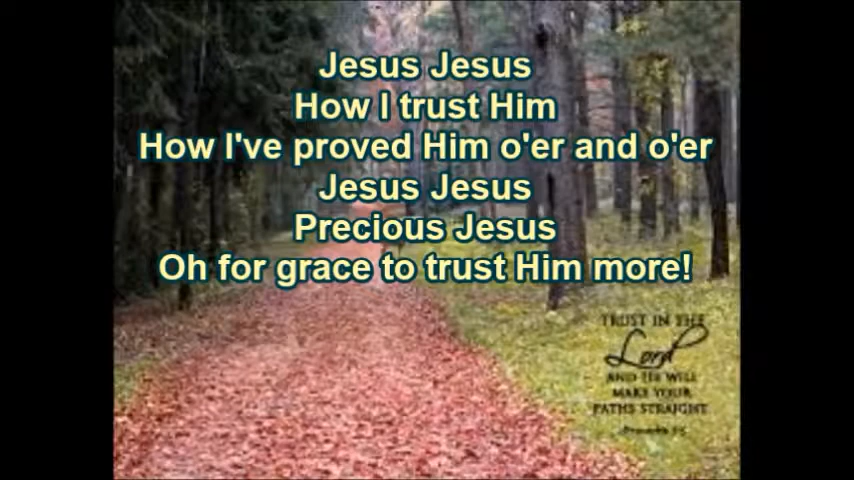 Jesus Jesus
How I trust Him
How I've proved Him o'er and o'er
Jesus Jesus
Precious Jesus
Oh for grace to trust Him more!
TRUST IN THE
Lord
AND HE WILL
MAKE YOUR
PATHS STRAIGHT
Proverbs